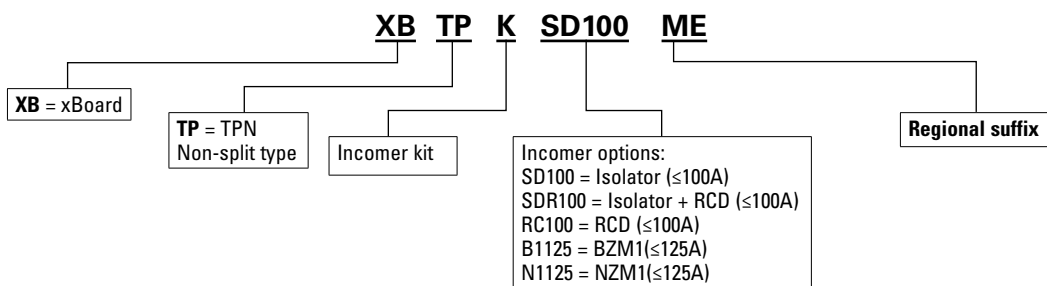 XB TP K SD100 ME
XB = xBoard
TP = TPN
Non-split type
Incomer kit
Incomer options:
SD100 = Isolator (≤100A)
SDR100 = Isolator + RCD (≤100A)
RC100 = RCD (≤100A)
B1125 = BZM1(≤125A)
N1125 = NZM1(≤125A)
Regional suffix